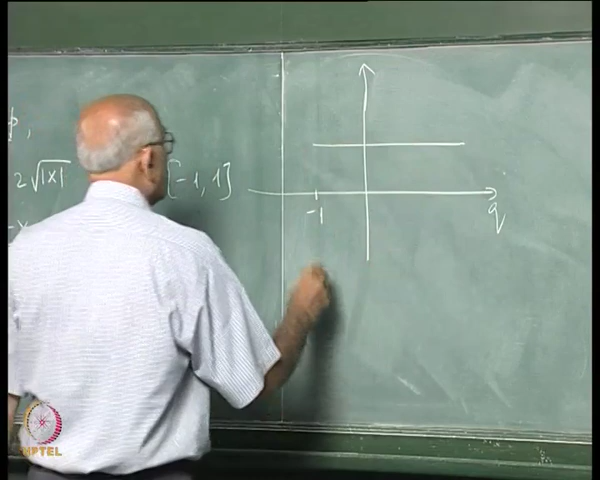 p,
2√|x| [-1, 1]
-x
-1
q
NPTEL